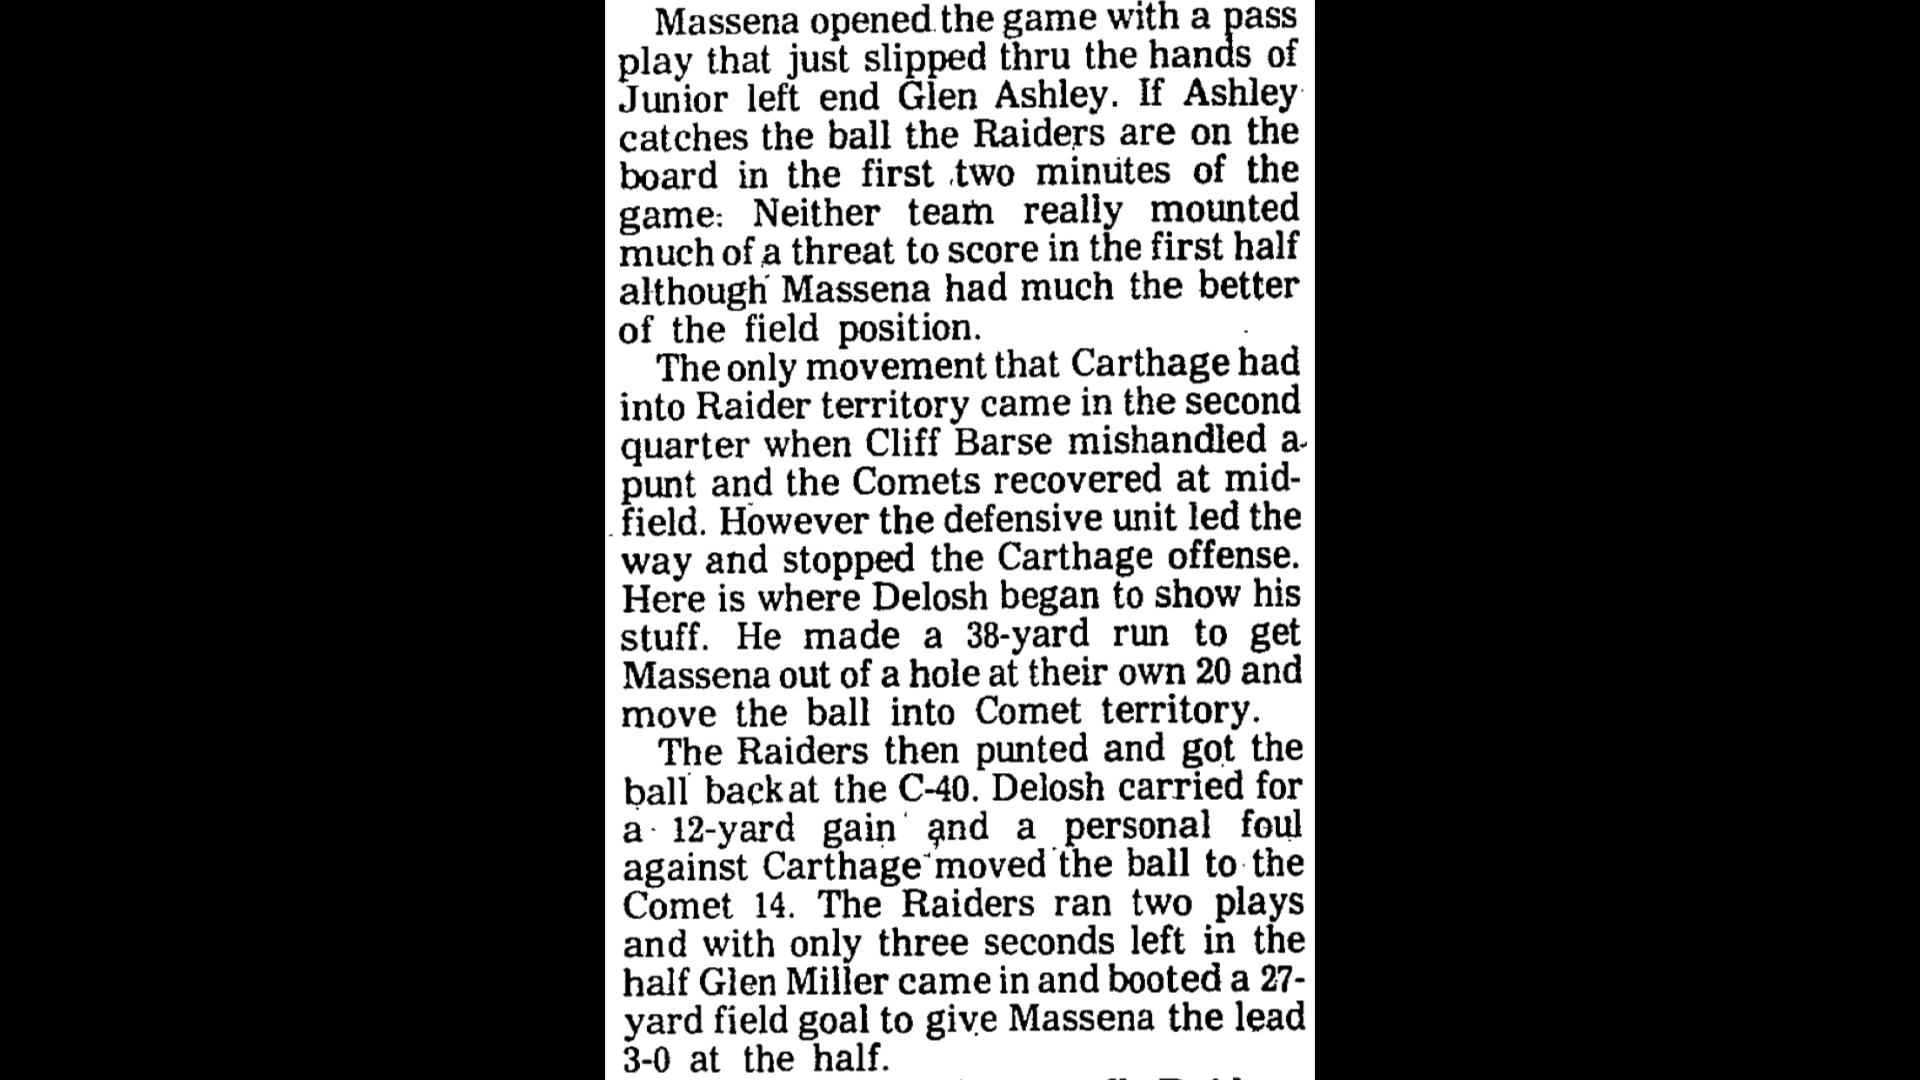 Massena opened the game with a pass
play that just slipped thru the hands of
Junior left end Glen Ashley. If Ashley
catches the ball the Raiders are on the
board in the first two minutes of the
game. Neither team really mounted
much of a threat to score in the first half
although Massena had much the better
of the field position.
The only movement that Carthage had
into Raider territory came in the second
quarter when Cliff Barse mishandled a
punt and the Comets recovered at mid-
field. However the defensive unit led the
way and stopped the Carthage offense.
Here is where Delosh began to show his
stuff. He made a 38-yard run to get
Massena out of a hole at their own 20 and
move the ball into Comet territory.
The Raiders then punted and got the
ball back at the C-40. Delosh carried for
a 12-yard gain and a personal foul
against Carthage moved the ball to the
Comet 14. The Raiders ran two plays
and with only three seconds left in the
half Glen Miller came in and booted a 27-
yard field goal to give Massena the lead
3-0 at the half.